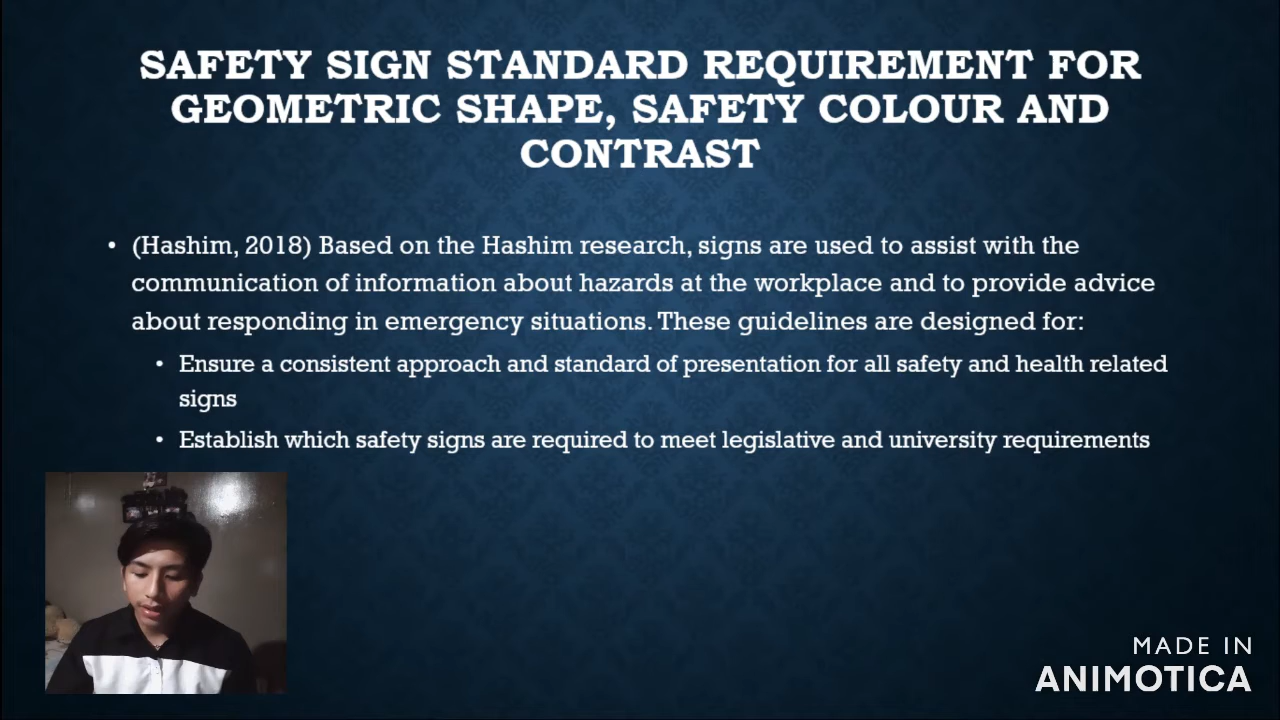 SAFETY SIGN STANDARD REQUIREMENT FOR
GEOMETRIC SHAPE, SAFETY COLOUR AND
CONTRAST
• (Hashim, 2018) Based on the Hashim research, signs are used to assist with the
communication of information about hazards at the workplace and to provide advice
about responding in emergency situations. These guidelines are designed for:
• Ensure a consistent approach and standard of presentation for all safety and health related
signs
• Establish which safety signs are required to meet legislative and university requirements
MADE IN
ANIMOTICA